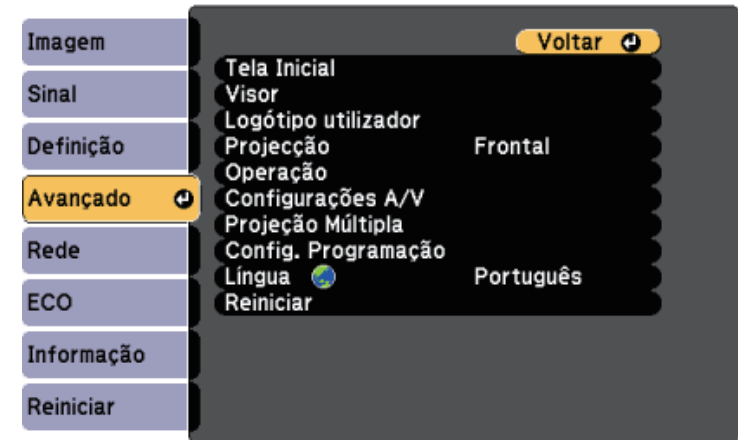 Imagem
Sinal
Definição
Avançado
Rede
ECO
Informação
Reiniciar
Voltar
Tela Inicial
Visor
Logótipo utilizador
Projecção Frontal
Operação
Configurações A/V
Projeção Múltipla
Config. Programação
Língua Português
Reiniciar